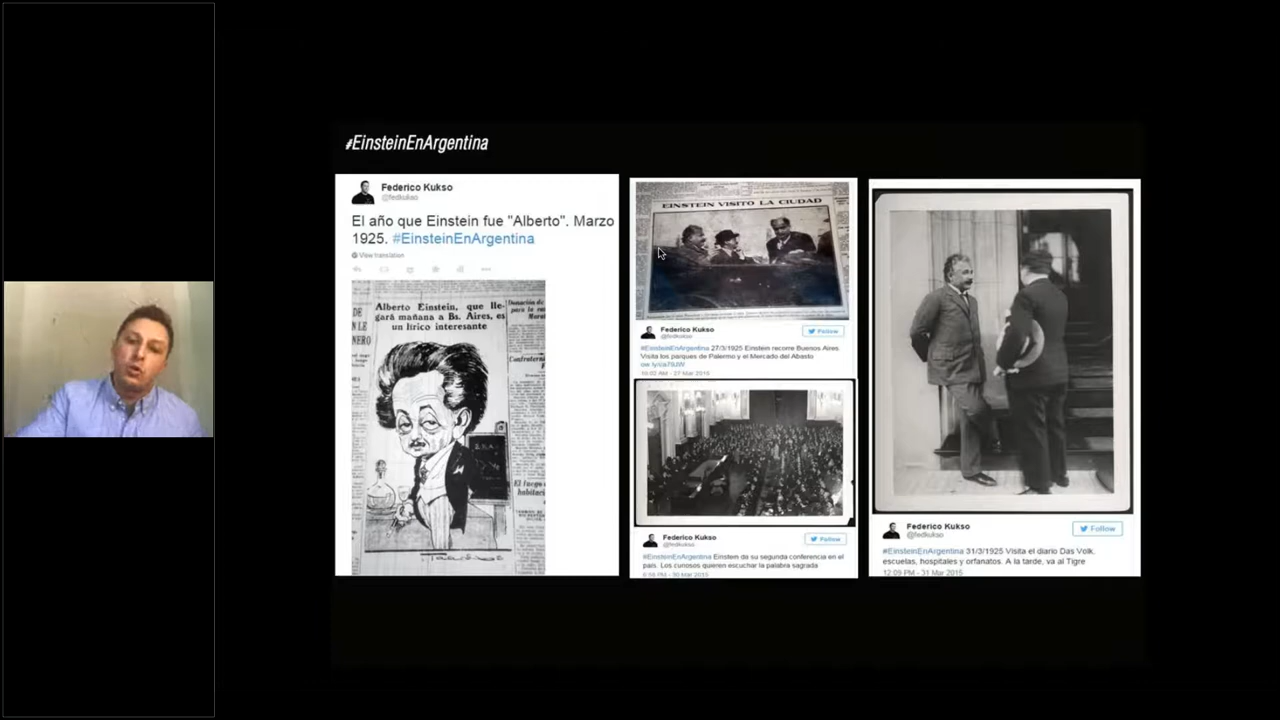 #EinsteinEnArgentina
Federico Kukso
@fedkukso
El año que Einstein fue "Alberto". Marzo
1925. #EinsteinEnArgentina
View translation
Alberto Einstein, que lle-
gará mañana a Bs. Aires, es
un lírico interesante
Donación de
EINSTEIN VISITO LA CIUDAD
Federico Kukso
@fedkukso
Follow
#EinsteinEnArgentina 27/3/1925 Einstein recorre Buenos Aires.
Visita los parques de Palermo y el Mercado del Abasto
Federico Kukso
@fedkukso
Follow
#EinsteinEnArgentina Einstein da su segunda conferencia en el
país. Los curiosos quieren escuchar la palabra sagrada
Federico Kukso
@fedkukso
Follow
#EinsteinEnArgentina 31/3/1925 Visita el diario Das Volk,
escuelas, hospitales y orfanatos. A la tarde, va al Tigre
12:09 PM - 31 Mar 2015